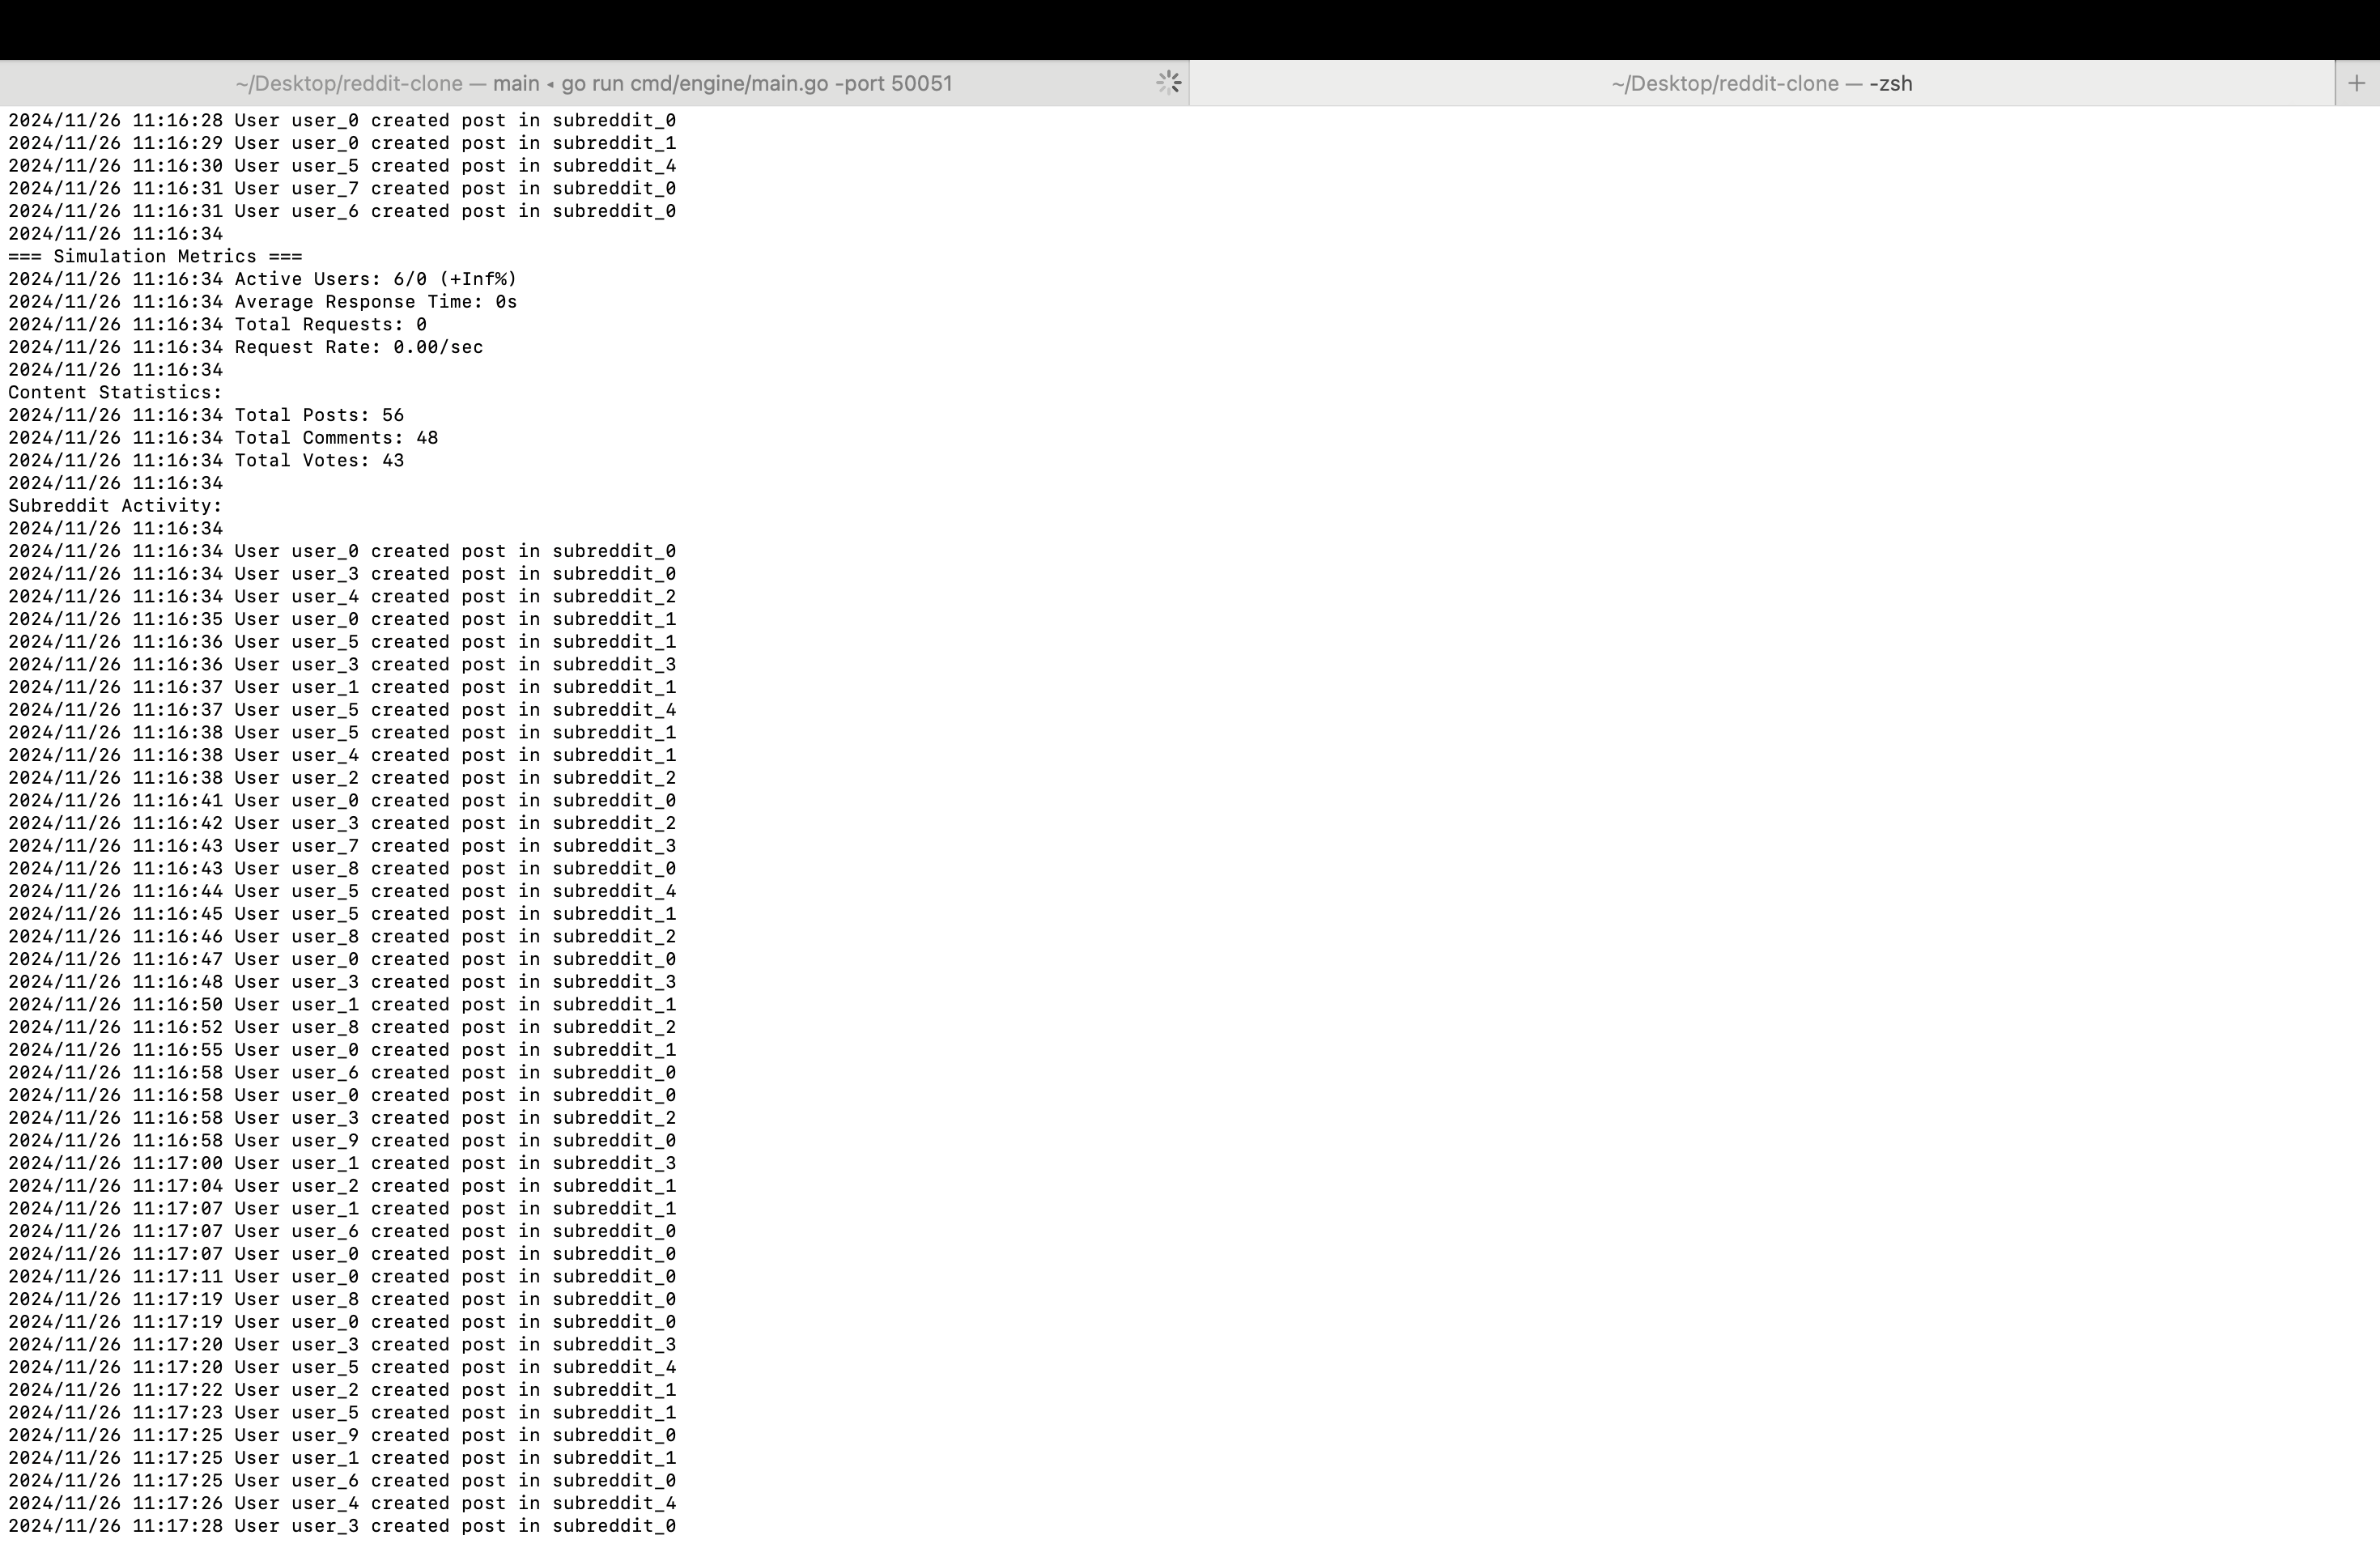 ~/Desktop/reddit-clone — main ◂ go run cmd/engine/main.go -port 50051
~/Desktop/reddit-clone — -zsh
+
2024/11/26 11:16:28 User user_0 created post in subreddit_0
2024/11/26 11:16:29 User user_0 created post in subreddit_1
2024/11/26 11:16:30 User user_5 created post in subreddit_4
2024/11/26 11:16:31 User user_7 created post in subreddit_0
2024/11/26 11:16:31 User user_6 created post in subreddit_0
2024/11/26 11:16:34
=== Simulation Metrics ===
2024/11/26 11:16:34 Active Users: 6/0 (+Inf%)
2024/11/26 11:16:34 Average Response Time: 0s
2024/11/26 11:16:34 Total Requests: 0
2024/11/26 11:16:34 Request Rate: 0.00/sec
2024/11/26 11:16:34
Content Statistics:
2024/11/26 11:16:34 Total Posts: 56
2024/11/26 11:16:34 Total Comments: 48
2024/11/26 11:16:34 Total Votes: 43
2024/11/26 11:16:34
Subreddit Activity:
2024/11/26 11:16:34
2024/11/26 11:16:34 User user_0 created post in subreddit_0
2024/11/26 11:16:34 User user_3 created post in subreddit_0
2024/11/26 11:16:34 User user_4 created post in subreddit_2
2024/11/26 11:16:35 User user_0 created post in subreddit_1
2024/11/26 11:16:36 User user_5 created post in subreddit_1
2024/11/26 11:16:36 User user_3 created post in subreddit_3
2024/11/26 11:16:37 User user_1 created post in subreddit_1
2024/11/26 11:16:37 User user_5 created post in subreddit_4
2024/11/26 11:16:38 User user_5 created post in subreddit_1
2024/11/26 11:16:38 User user_4 created post in subreddit_1
2024/11/26 11:16:38 User user_2 created post in subreddit_2
2024/11/26 11:16:41 User user_0 created post in subreddit_0
2024/11/26 11:16:42 User user_3 created post in subreddit_2
2024/11/26 11:16:43 User user_7 created post in subreddit_3
2024/11/26 11:16:43 User user_8 created post in subreddit_0
2024/11/26 11:16:44 User user_5 created post in subreddit_4
2024/11/26 11:16:45 User user_5 created post in subreddit_1
2024/11/26 11:16:46 User user_8 created post in subreddit_2
2024/11/26 11:16:47 User user_0 created post in subreddit_0
2024/11/26 11:16:48 User user_3 created post in subreddit_3
2024/11/26 11:16:50 User user_1 created post in subreddit_1
2024/11/26 11:16:52 User user_8 created post in subreddit_2
2024/11/26 11:16:55 User user_0 created post in subreddit_1
2024/11/26 11:16:58 User user_6 created post in subreddit_0
2024/11/26 11:16:58 User user_0 created post in subreddit_0
2024/11/26 11:16:58 User user_3 created post in subreddit_2
2024/11/26 11:16:58 User user_9 created post in subreddit_0
2024/11/26 11:17:00 User user_1 created post in subreddit_3
2024/11/26 11:17:04 User user_2 created post in subreddit_1
2024/11/26 11:17:07 User user_1 created post in subreddit_1
2024/11/26 11:17:07 User user_6 created post in subreddit_0
2024/11/26 11:17:07 User user_0 created post in subreddit_0
2024/11/26 11:17:11 User user_0 created post in subreddit_0
2024/11/26 11:17:19 User user_8 created post in subreddit_0
2024/11/26 11:17:19 User user_0 created post in subreddit_0
2024/11/26 11:17:20 User user_3 created post in subreddit_3
2024/11/26 11:17:20 User user_5 created post in subreddit_4
2024/11/26 11:17:22 User user_2 created post in subreddit_1
2024/11/26 11:17:23 User user_5 created post in subreddit_1
2024/11/26 11:17:25 User user_9 created post in subreddit_0
2024/11/26 11:17:25 User user_1 created post in subreddit_1
2024/11/26 11:17:25 User user_6 created post in subreddit_0
2024/11/26 11:17:26 User user_4 created post in subreddit_4
2024/11/26 11:17:28 User user_3 created post in subreddit_0